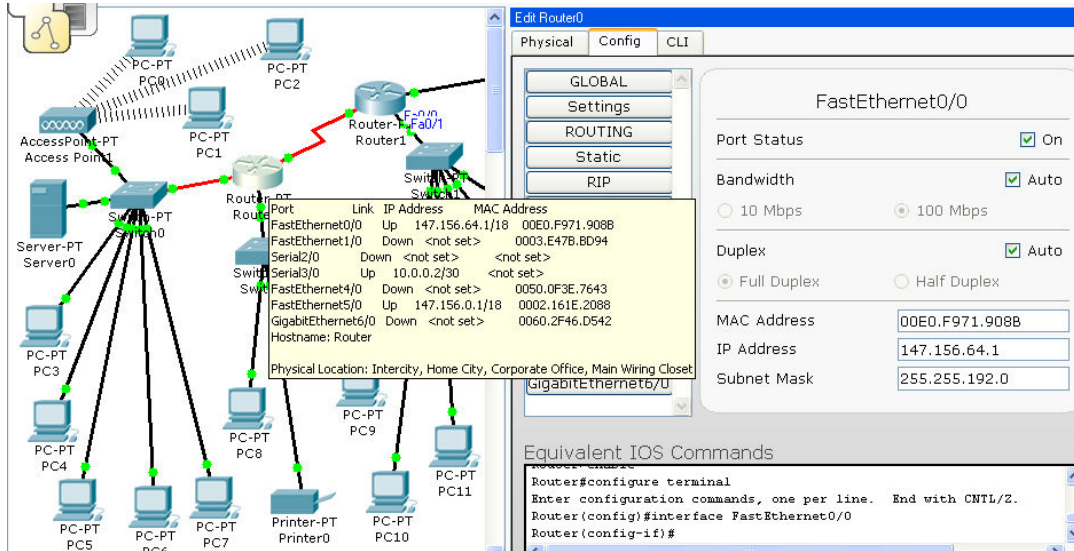 PC-PT
PC0
PC-PT
PC2
PC-PT
PC1
AccessPoint-PT
Access Point1
Router1
Fa0/1
Server-PT
Server0
PC-PT
PC3
PC-PT
PC4
PC-PT
PC5
PC-PT
PC-PT
PC7
PC-PT
PC8
Printer-PT
Printer0
PC-PT
PC9
PC-PT
PC10
PC-PT
PC11
Port Link IP Address MAC Address
FastEthernet0/0 Up 147.156.64.1/18 00E0.F971.908B
FastEthernet1/0 Down <not set> 0003.E47B.BD94
Serial2/0 Down <not set> <not set>
Serial3/0 Up 10.0.0.2/30 <not set>
FastEthernet4/0 Down <not set> 0050.0F3E.7643
FastEthernet5/0 Up 147.156.0.1/18 0002.161E.2088
GigabitEthernet6/0 Down <not set> 0060.2F46.D542
Hostname: Router
Physical Location: Intercity, Home City, Corporate Office, Main Wiring Closet
Edit Router0
Physical Config CLI
GLOBAL
Settings
ROUTING
Static
RIP
GigabitEthernet6/0
FastEthernet0/0
Port Status On
Bandwidth Auto
10 Mbps 100 Mbps
Duplex Auto
Full Duplex Half Duplex
MAC Address 00E0.F971.908B
IP Address 147.156.64.1
Subnet Mask 255.255.192.0
Equivalent IOS Commands
Router#configure terminal
Enter configuration commands, one per line. End with CNTL/Z.
Router(config)#interface FastEthernet0/0
Router(config-if)#